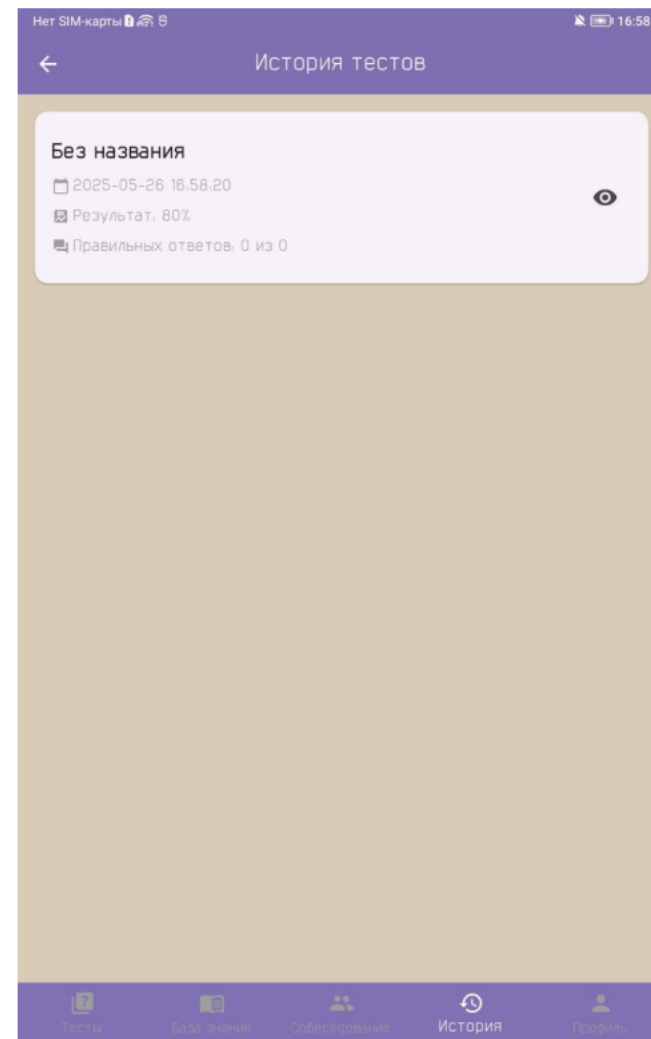 Нет SIM-карты
16:58
История тестов
Без названия
2025-05-26 16:58:20
Результат: 80%
Правильных ответов: 0 из 0
Тесты База знаний Собеседование История Профиль